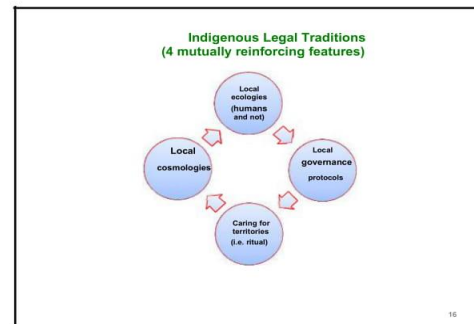 Indigenous Legal Traditions
(4 mutually reinforcing features)
Local
ecologies
(humans
and not)
Local
governance
protocols
Caring for
territories
(i.e. ritual)
Local
cosmologies
16